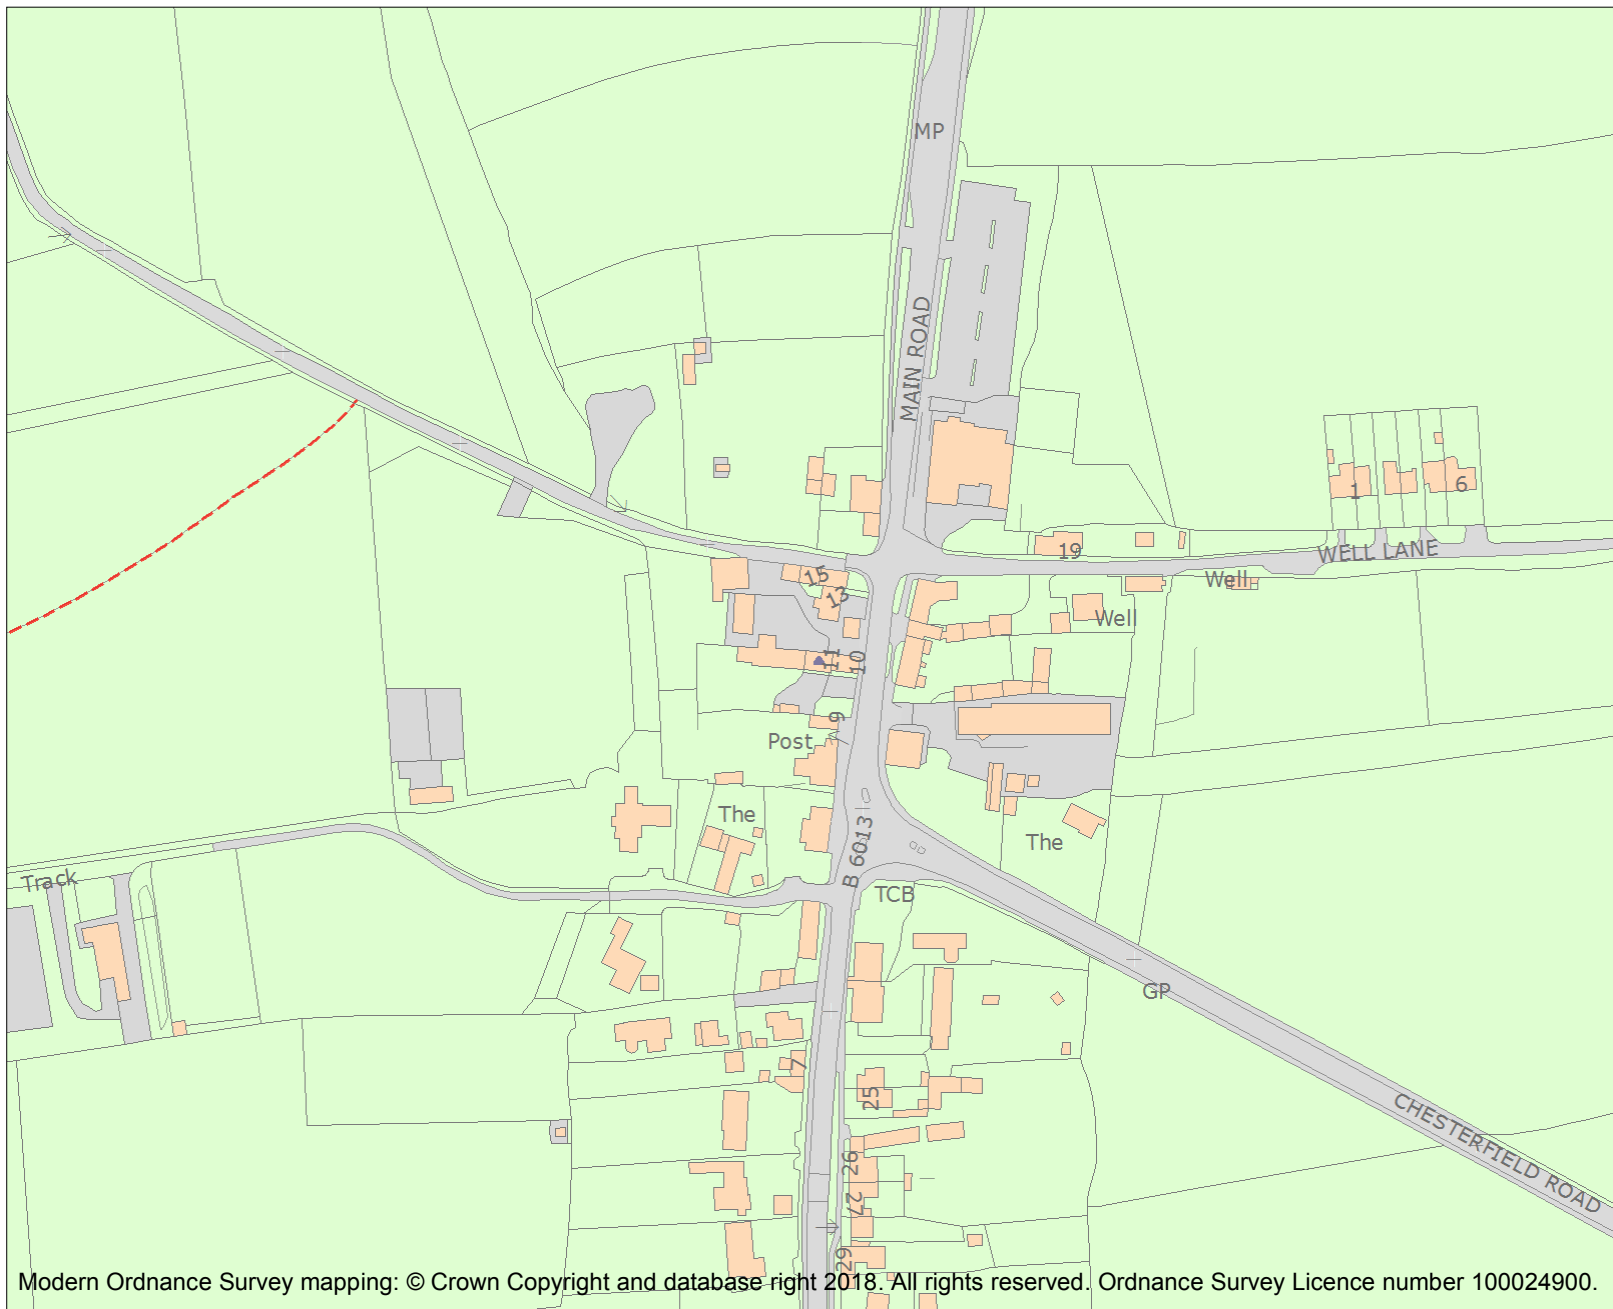 MP
MAIN ROAD
1
6
19
WELL LANE
15
Well
13
Well
11
10
9
Post
The
The
B 6013
Track
TCB
GP
7
25
CHESTERFIELD ROAD
26
27
29
Modern Ordnance Survey mapping: © Crown Copyright and database right 2018. All rights reserved. Ordnance Survey Licence number 100024900.